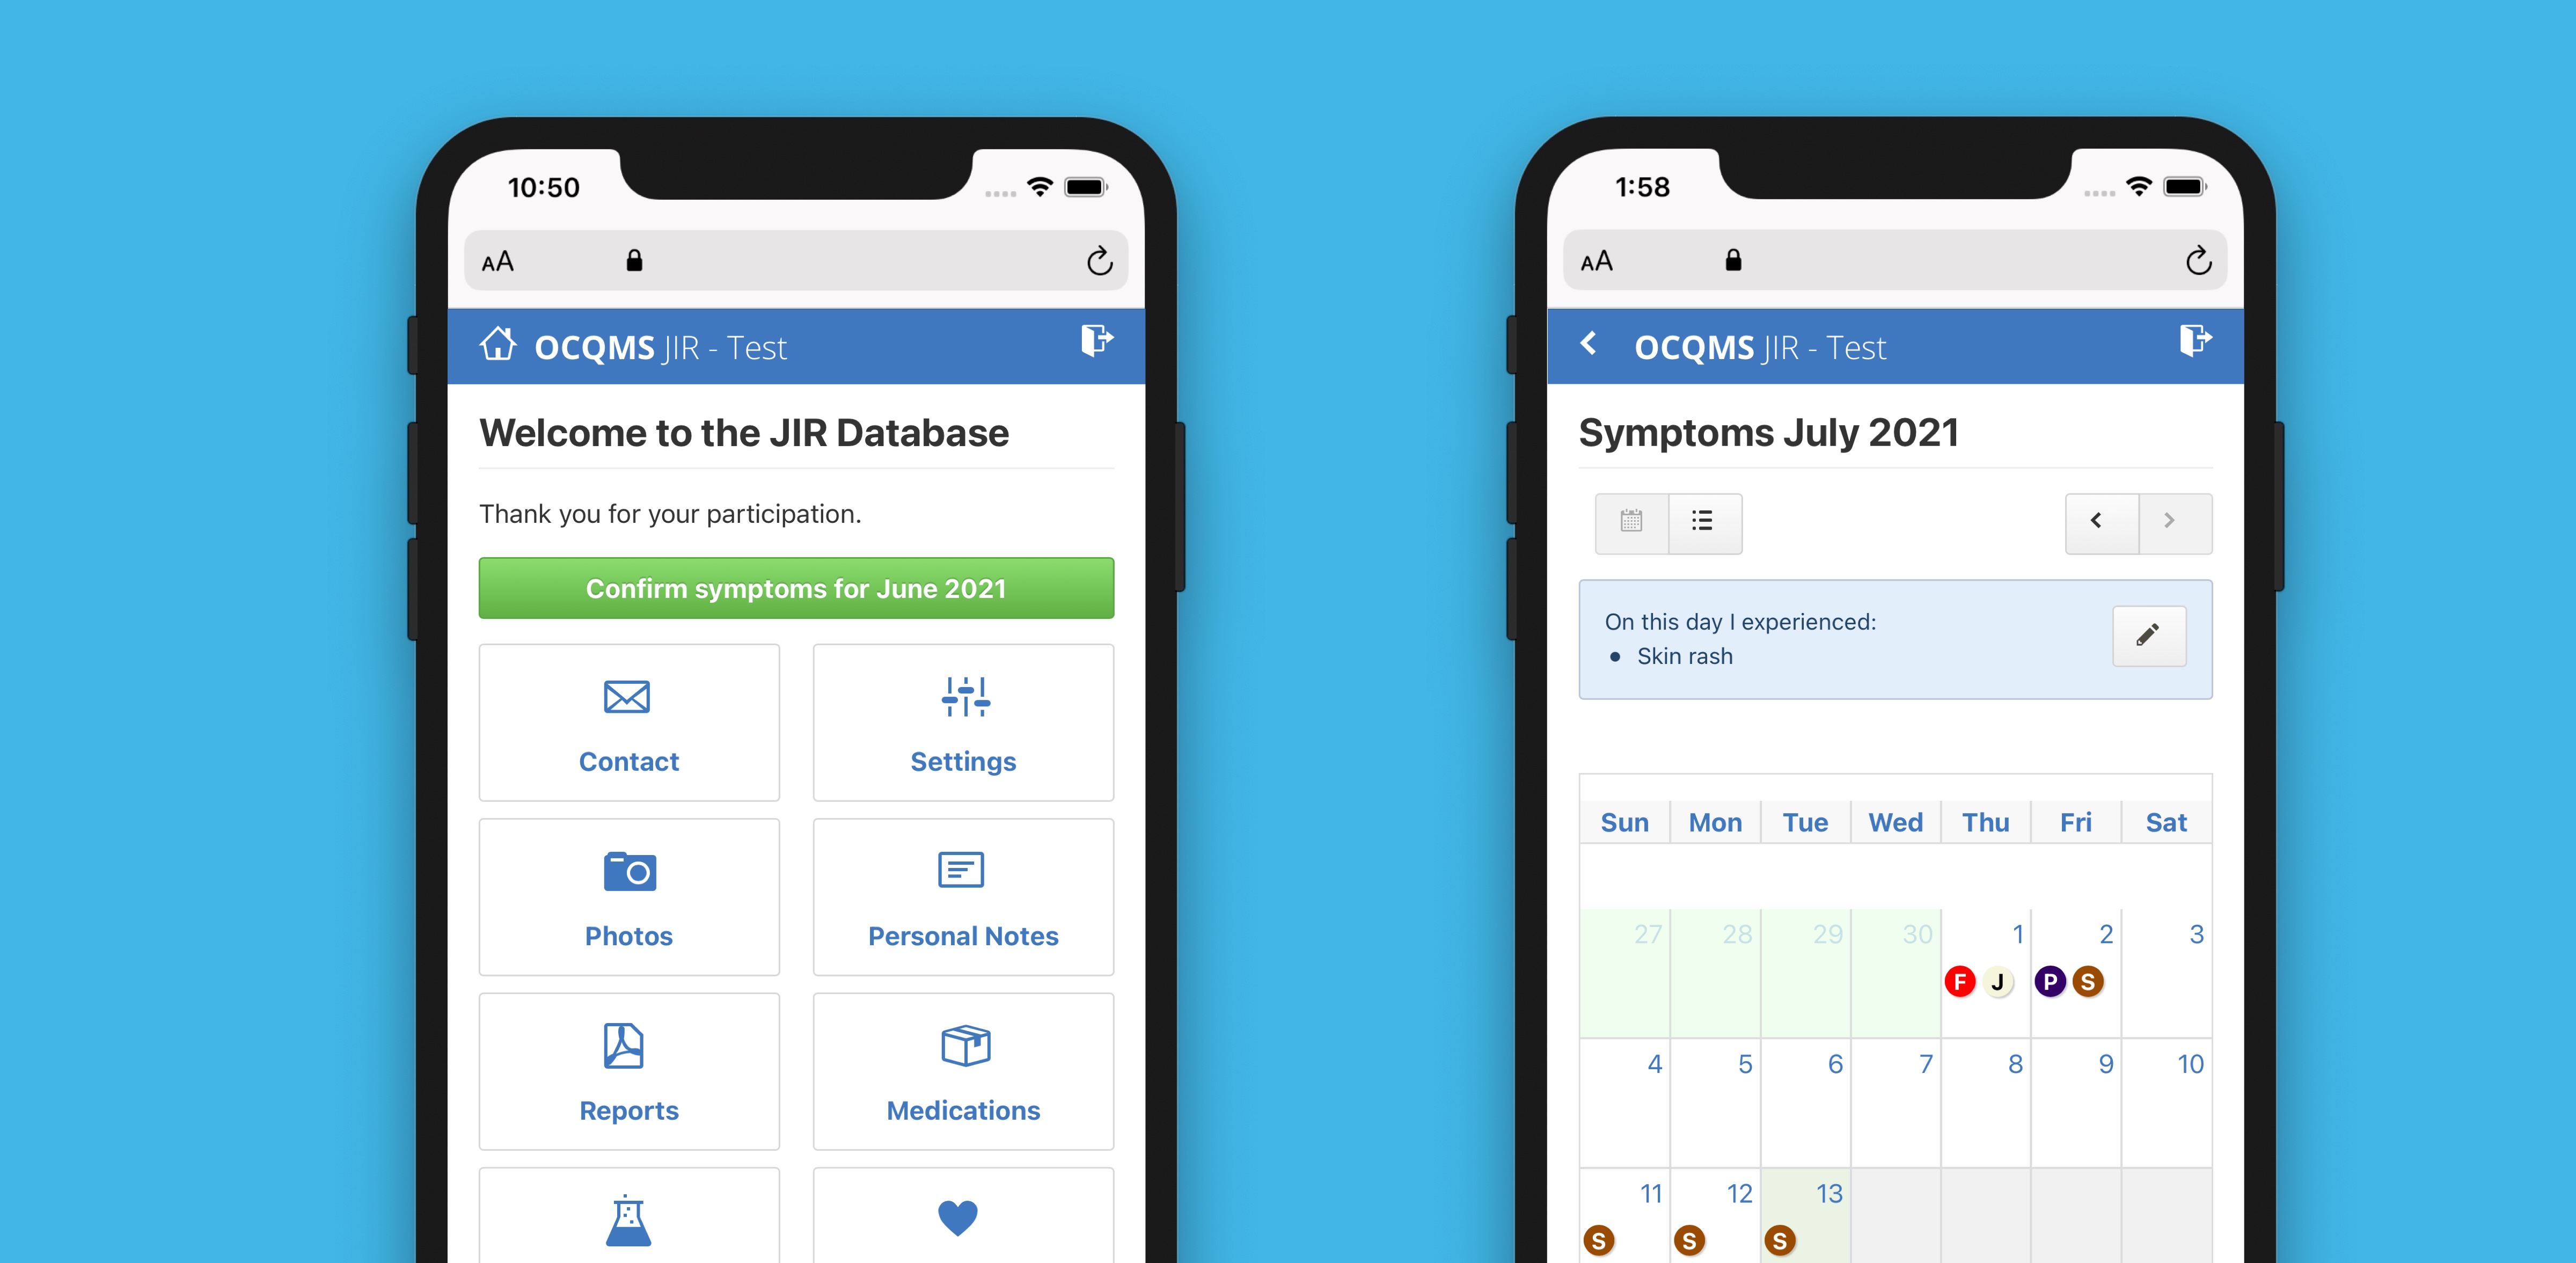 10:50
AA
OCQMS JIR - Test
Welcome to the JIR Database
Thank you for your participation.
Confirm symptoms for June 2021
Contact
Settings
Photos
Personal Notes
Reports
Medications
1:58
AA
OCQMS JIR - Test
Symptoms July 2021
On this day I experienced:
• Skin rash
Sun Mon Tue Wed Thu Fri Sat
27 28 29 30 1 2 3
F J P S
4 5 6 7 8 9 10
11 12 13
S S S